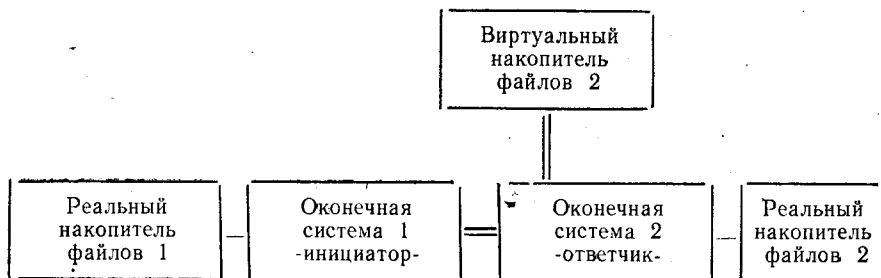 Виртуальный
накопитель
файлов 2
Реальный
накопитель
файлов 1
Оконечная
система 1
-инициатор-
Оконечная
система 2
-ответчик-
Реальный
накопитель
файлов 2